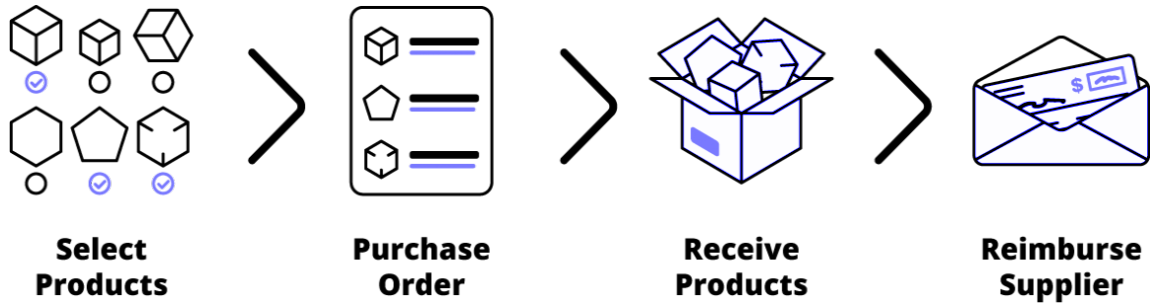 $
Select
Products
Purchase
Order
Receive
Products
Reimburse
Supplier